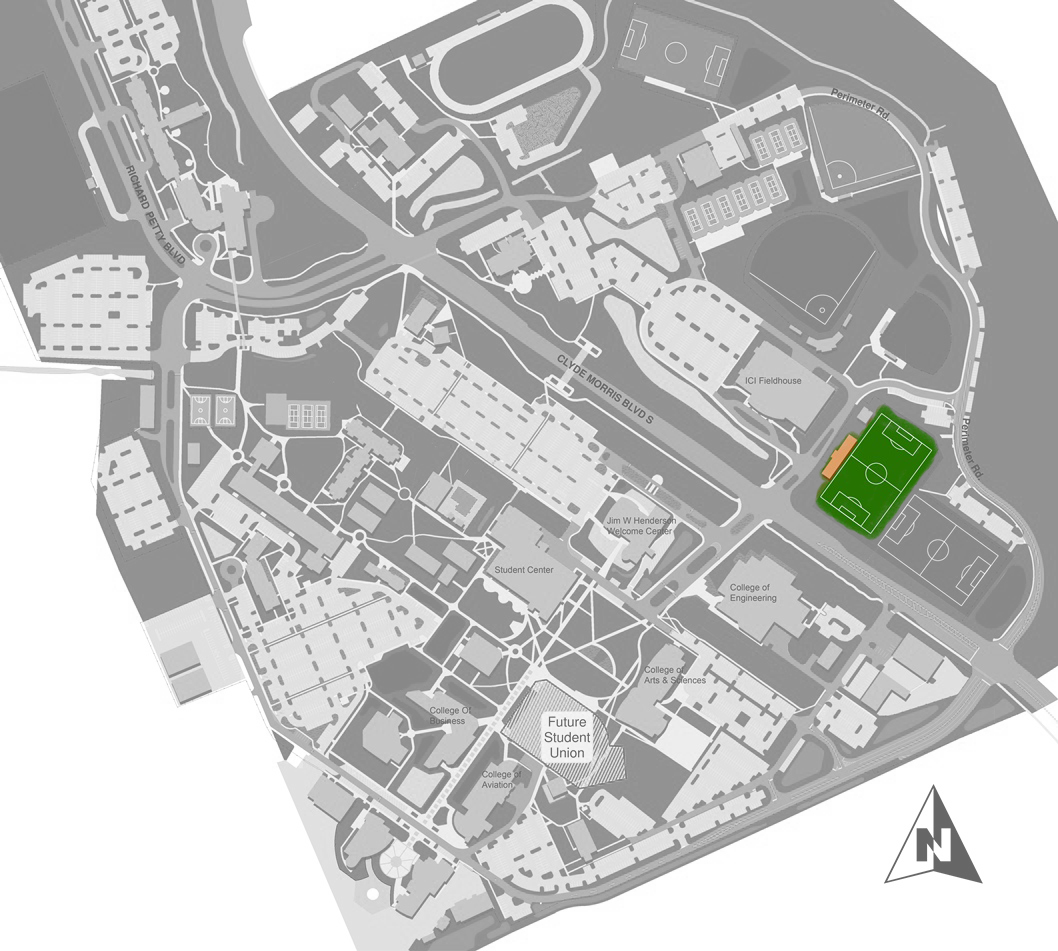 Perimeter Rd.
RICHARD PETTY BLVD
CLYDE MORRIS BLVD S
ICI Fieldhouse
Perimeter Rd
Jim W Henderson
Welcome Center
Student Center
College of
Engineering
College of
Arts & Sciences
College Of
Business
Future
Student
Union
College of
Aviation
N